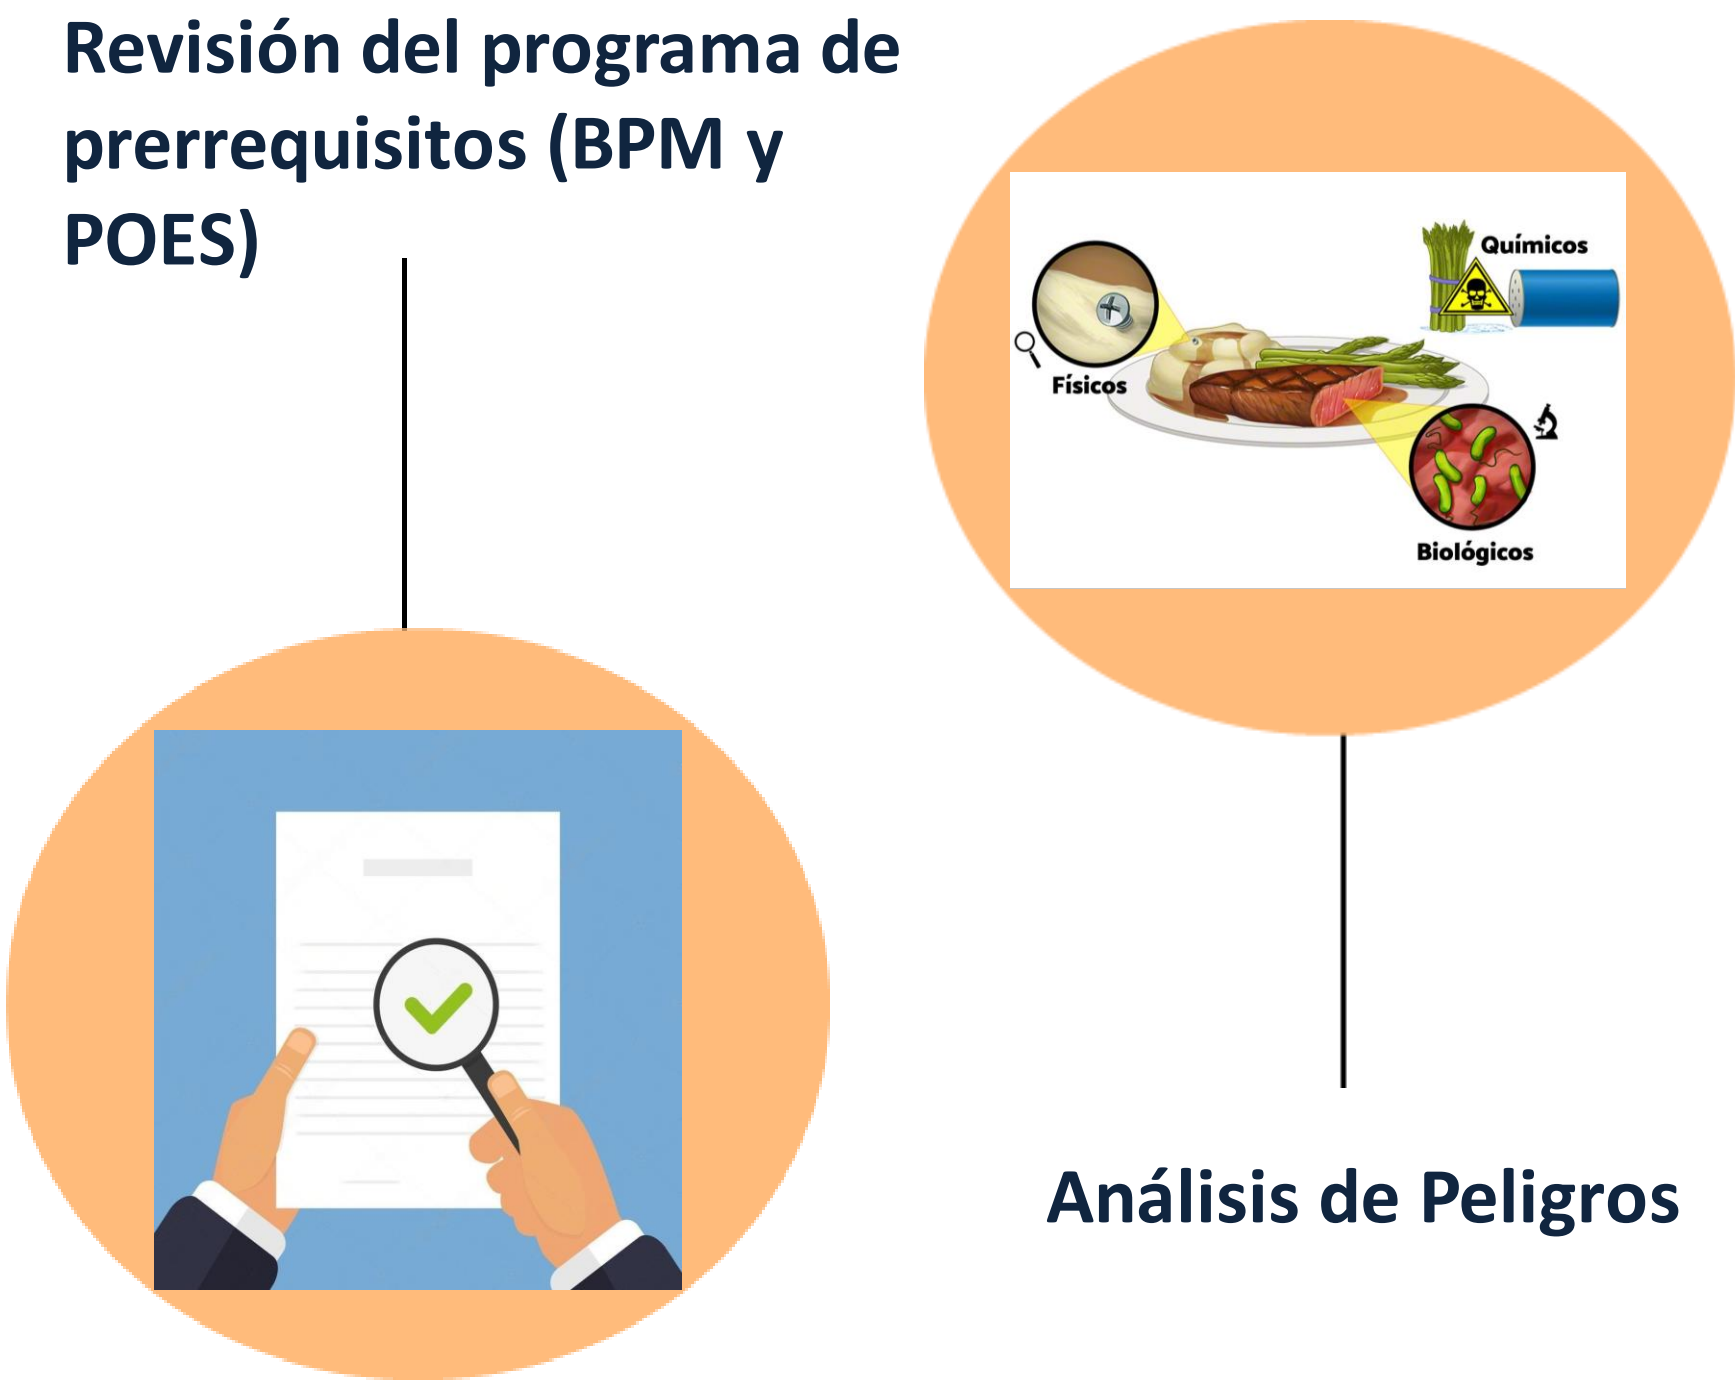 Revisión del programa de
prerrequisitos (BPM y
POES)
Químicos
Físicos
Biológicos
Análisis de Peligros